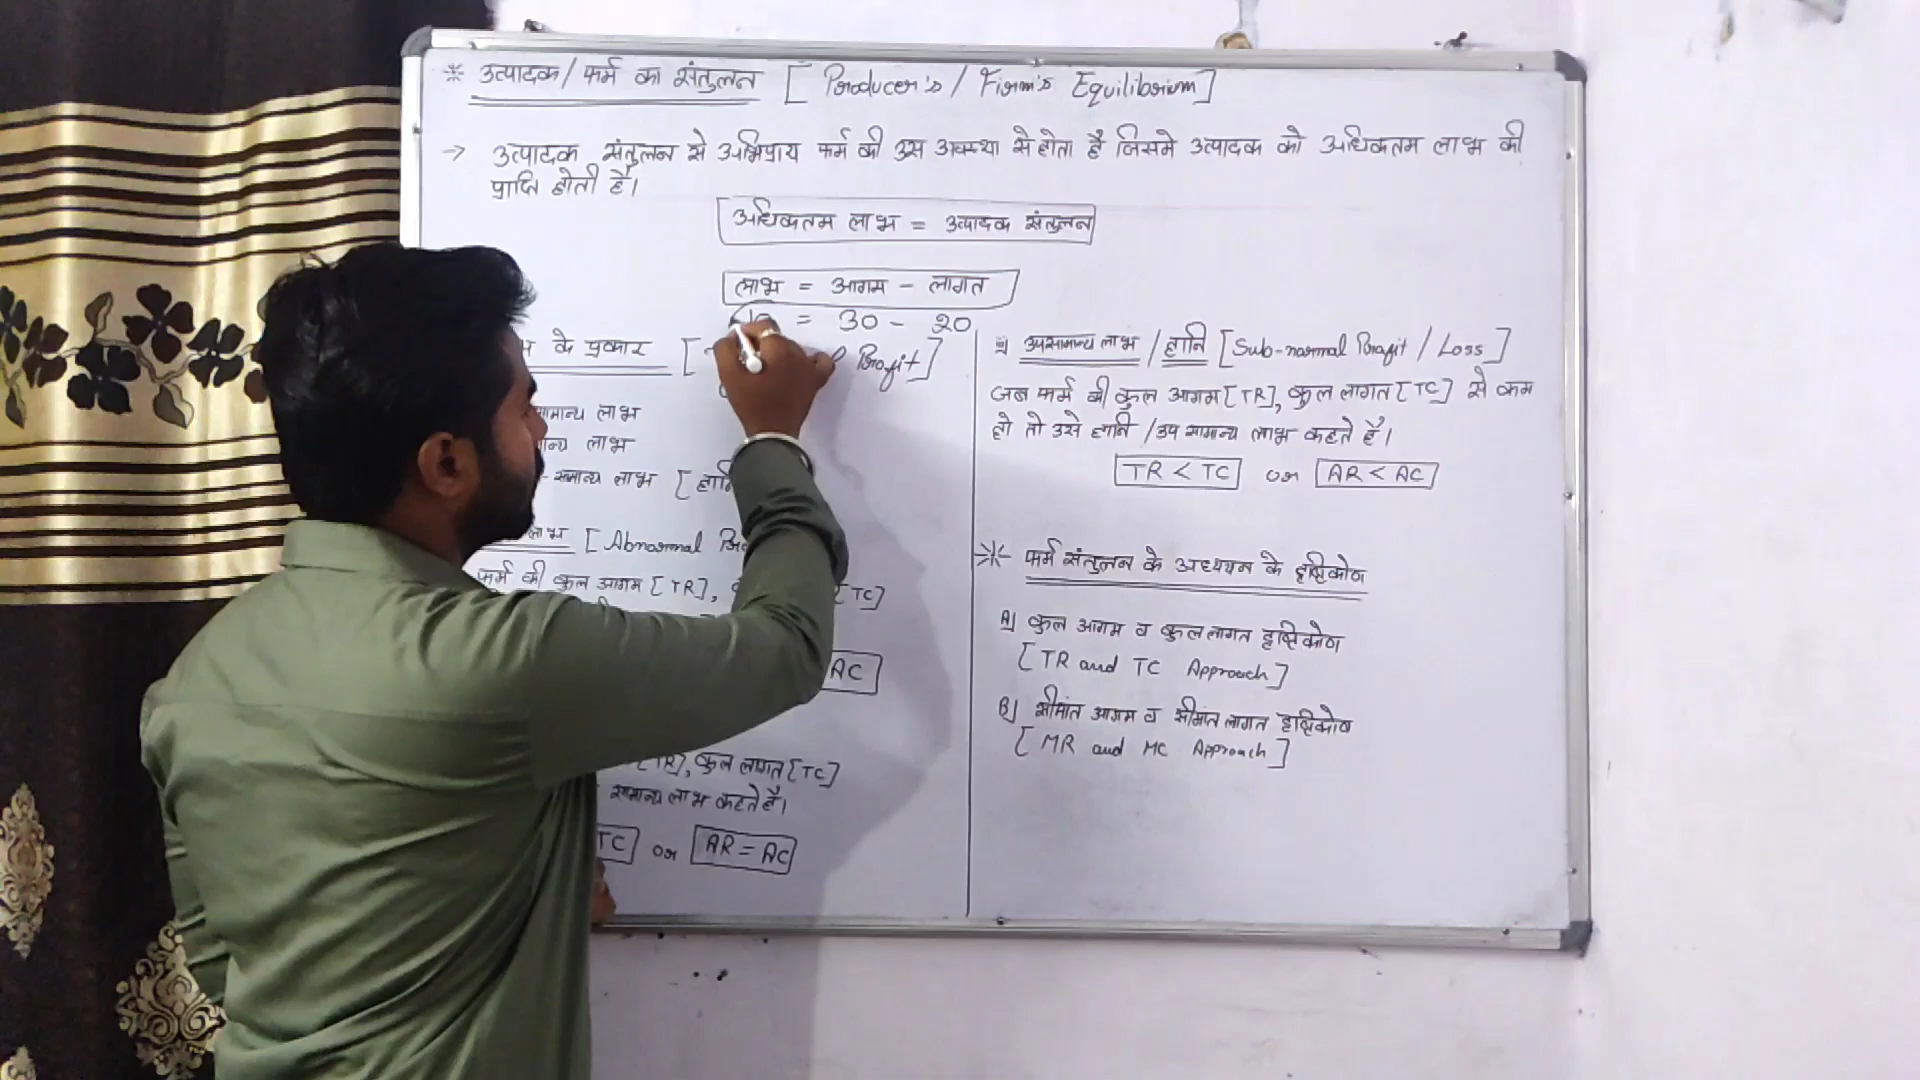 उत्पादक / फर्म का संतुलन [ Producer's / Firm's Equilibrium ]
→ उत्पादक संतुलन से अभिप्राय फर्म की उस अवस्था से होता है जिसमे उत्पादक को अधिकतम लाभ की
प्राप्ति होती है।
अधिकतम लाभ = उत्पादक संतुलन
लाभ = आगम - लागत
10 = 30 - 20
के प्रकार [ Profit ]
सामान्य लाभ
लाभ
लाभ [
लाभ [ Abnormal
फर्म की कुल आगम [ TR ], [ TC ]
AC
[TR], कुल लागत [ TC ]
सामान्य लाभ कहते है।
TC or AR = AC
उपसामान्य लाभ / हानि [ Sub-normal Profit / Loss ]
जब फर्म की कुल आगम [ TR ], कुल लागत [ TC ] से कम
हो तो उसे हानि / उप सामान्य लाभ कहते है।
TR < TC or AR < AC
फर्म संतुलन के अध्ययन के दृष्टिकोण
A] कुल आगम व कुल लागत दृष्टिकोण
[ TR and TC Approach ]
B] सीमांत आगम व सीमांत लागत दृष्टिकोण
[ MR and MC Approach ]